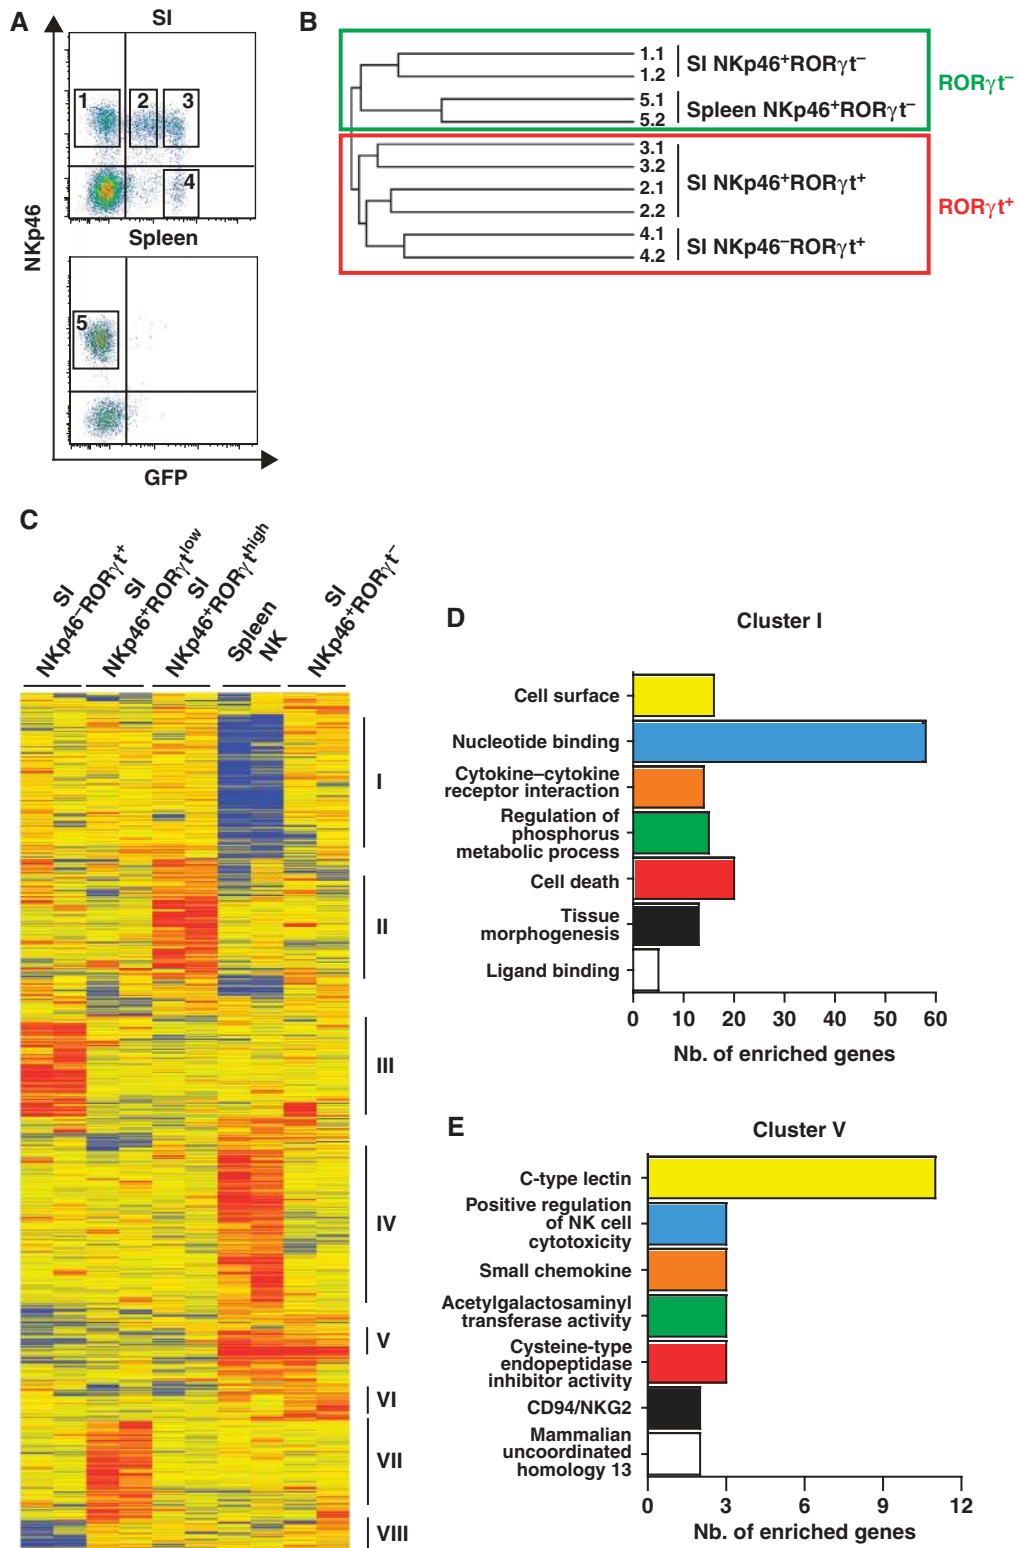 A
SI
NKp46
1
2
3
4
Spleen
5
GFP
B
1.1
1.2
SI NKp46⁺RORγt⁻
5.1
5.2
Spleen NKp46⁺RORγt⁻
RORγt⁻
3.1
3.2
2.1
2.2
SI NKp46⁺RORγt⁺
4.1
4.2
SI NKp46⁻RORγt⁺
RORγt⁺
C
SI
NKp46⁻RORγt⁺
SI
NKp46⁺RORγtˡᵒʷ
SI
NKp46⁺RORγtʰⁱᵍʰ
Spleen
NK
SI
NKp46⁺RORγt⁻
I
II
III
IV
V
VI
VII
VIII
D
Cluster I
Cell surface
Nucleotide binding
Cytokine–cytokine
receptor interaction
Regulation of
phosphorus
metabolic process
Cell death
Tissue
morphogenesis
Ligand binding
0 10 20 30 40 50 60
Nb. of enriched genes
E
Cluster V
C-type lectin
Positive regulation
of NK cell
cytotoxicity
Small chemokine
Acetylgalactosaminyl
transferase activity
Cysteine-type
endopeptidase
inhibitor activity
CD94/NKG2
Mammalian
uncoordinated
homology 13
0 3 6 9 12
Nb. of enriched genes